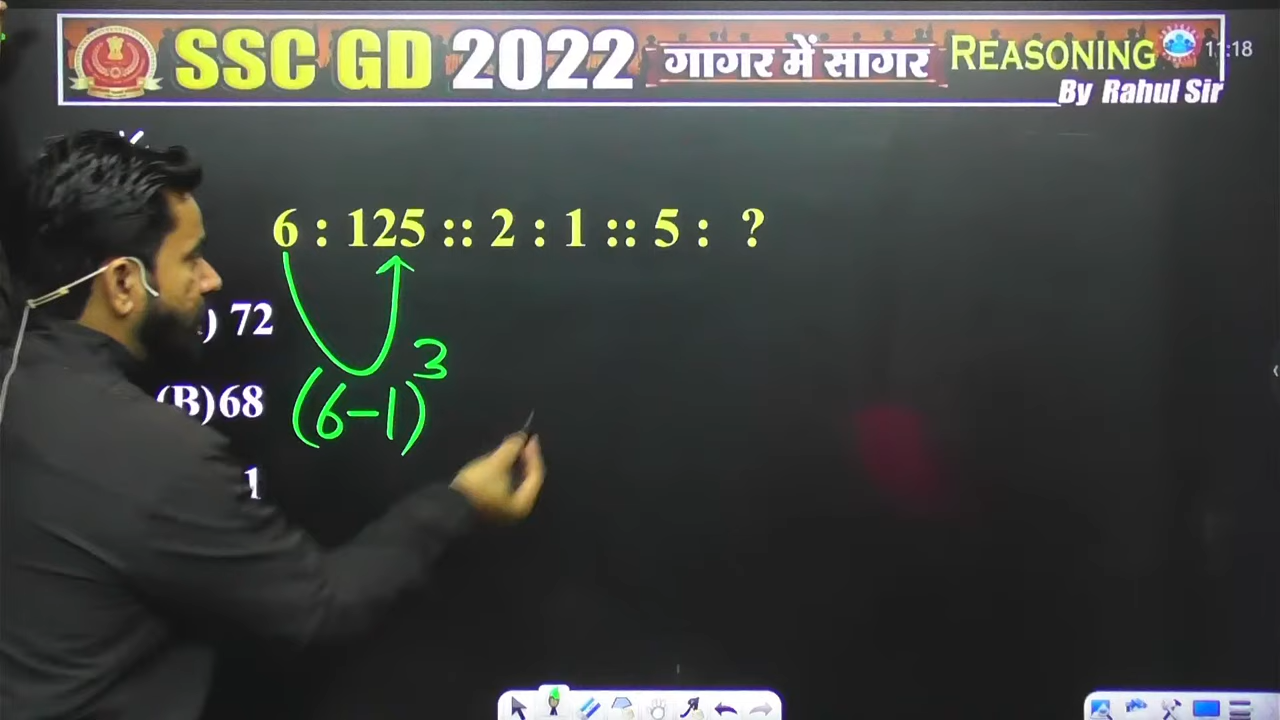 SSC GD 2022 गागर में सागर REASONING 11:18
By Rahul Sir
6 : 125 :: 2 : 1 :: 5 : ?
) 72
(B)68
1
(6-1)³